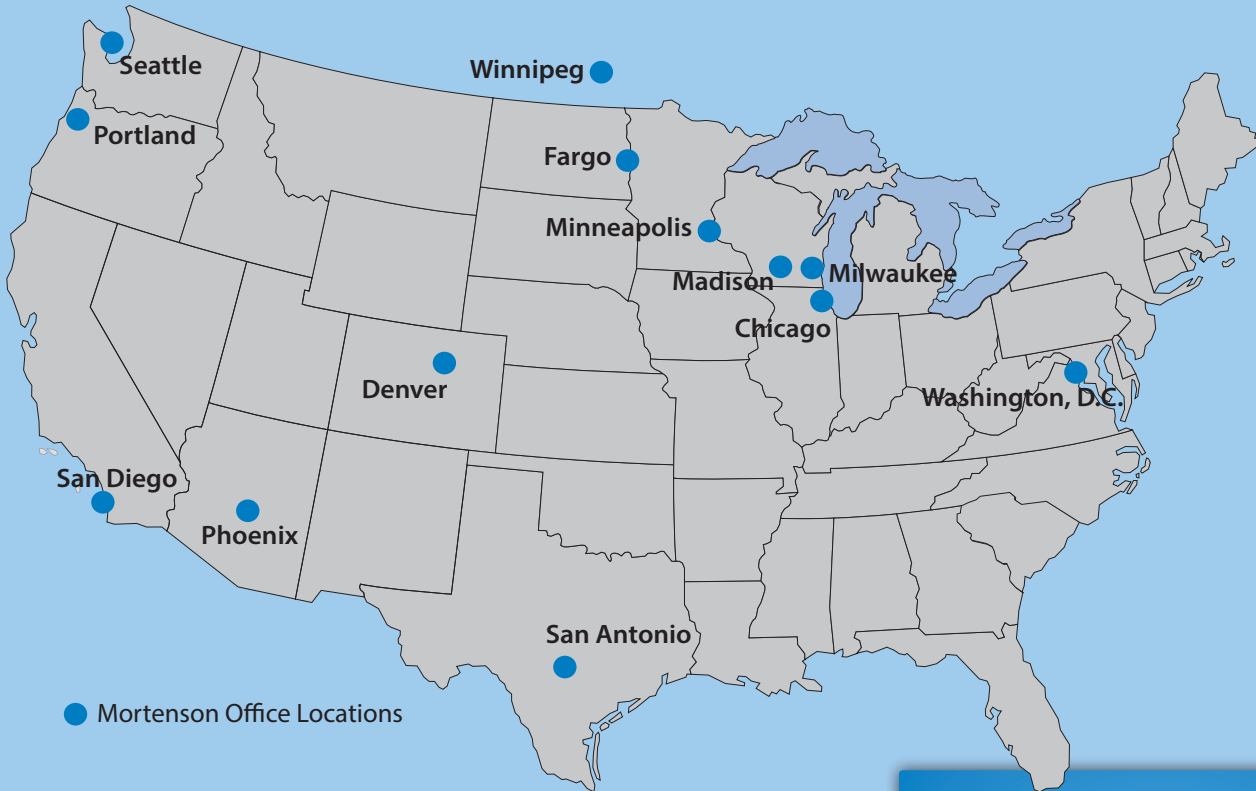 Seattle
Winnipeg
Portland
Fargo
Minneapolis
Madison
Milwaukee
Chicago
Denver
Washington, D.C.
San Diego
Phoenix
San Antonio
Mortenson Office Locations